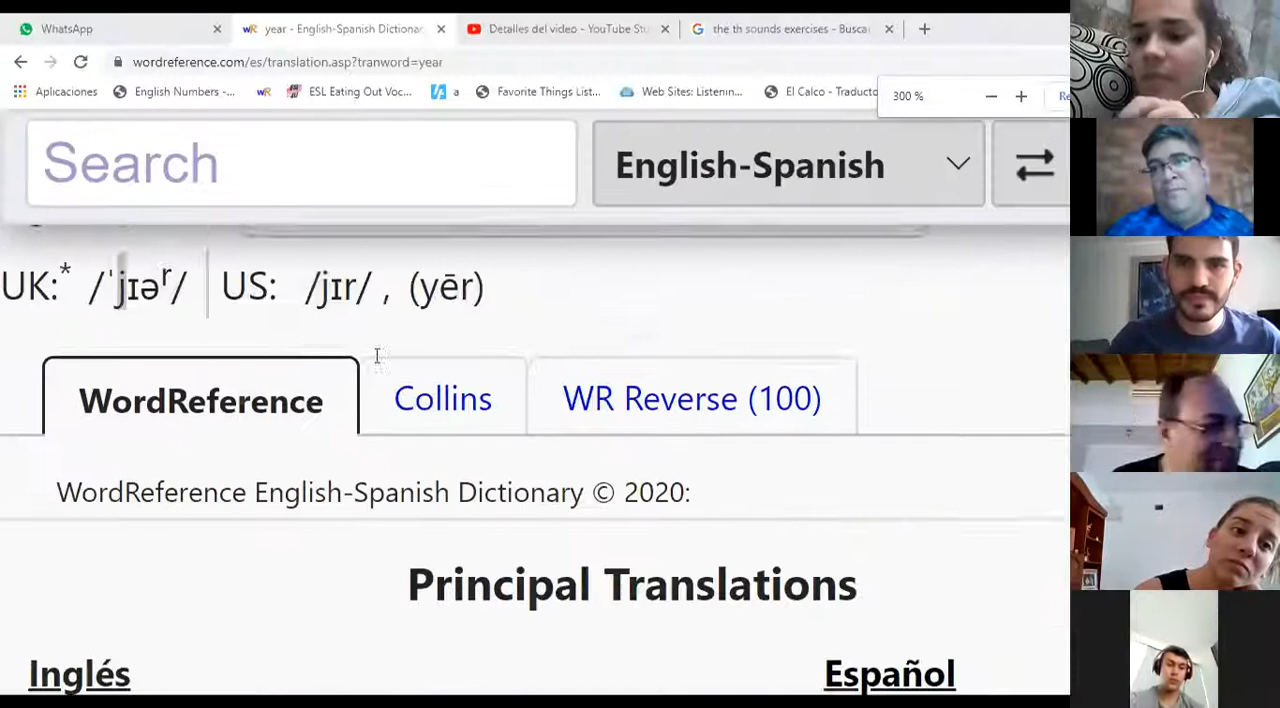 WhatsApp
year - English-Spanish Dictionar
Detalles del video - YouTube Stu
the th sounds exercises - Busca
wordreference.com/es/translation.asp?tranword=year
Aplicaciones
English Numbers -...
ESL Eating Out Voc...
a
Favorite Things List...
Web Sites: Listenin...
El Calco - Traducto
300 %
Re
Search
English-Spanish
UK:* /ˈjɪəʳ/ US: /jɪr/ , (yēr)
WordReference
Collins
WR Reverse (100)
WordReference English-Spanish Dictionary © 2020:
Principal Translations
Inglés
Español